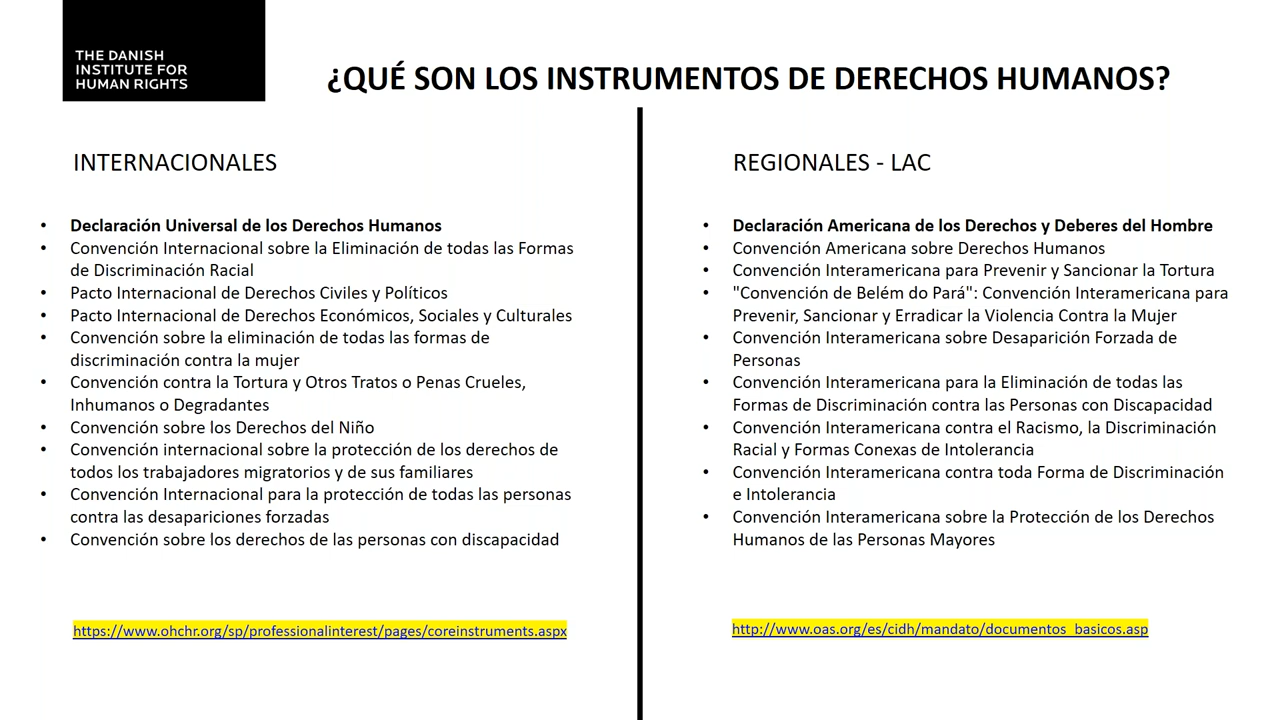 THE DANISH
INSTITUTE FOR
HUMAN RIGHTS
¿QUÉ SON LOS INSTRUMENTOS DE DERECHOS HUMANOS?
INTERNACIONALES
• Declaración Universal de los Derechos Humanos
• Convención Internacional sobre la Eliminación de todas las Formas
de Discriminación Racial
• Pacto Internacional de Derechos Civiles y Políticos
• Pacto Internacional de Derechos Económicos, Sociales y Culturales
• Convención sobre la eliminación de todas las formas de
discriminación contra la mujer
• Convención contra la Tortura y Otros Tratos o Penas Crueles,
Inhumanos o Degradantes
• Convención sobre los Derechos del Niño
• Convención internacional sobre la protección de los derechos de
todos los trabajadores migratorios y de sus familiares
• Convención Internacional para la protección de todas las personas
contra las desapariciones forzadas
• Convención sobre los derechos de las personas con discapacidad
https://www.ohchr.org/sp/professionalinterest/pages/coreinstruments.aspx
REGIONALES - LAC
• Declaración Americana de los Derechos y Deberes del Hombre
• Convención Americana sobre Derechos Humanos
• Convención Interamericana para Prevenir y Sancionar la Tortura
• "Convención de Belém do Pará": Convención Interamericana para
Prevenir, Sancionar y Erradicar la Violencia Contra la Mujer
• Convención Interamericana sobre Desaparición Forzada de
Personas
• Convención Interamericana para la Eliminación de todas las
Formas de Discriminación contra las Personas con Discapacidad
• Convención Interamericana contra el Racismo, la Discriminación
Racial y Formas Conexas de Intolerancia
• Convención Interamericana contra toda Forma de Discriminación
e Intolerancia
• Convención Interamericana sobre la Protección de los Derechos
Humanos de las Personas Mayores
http://www.oas.org/es/cidh/mandato/documentos_basicos.asp